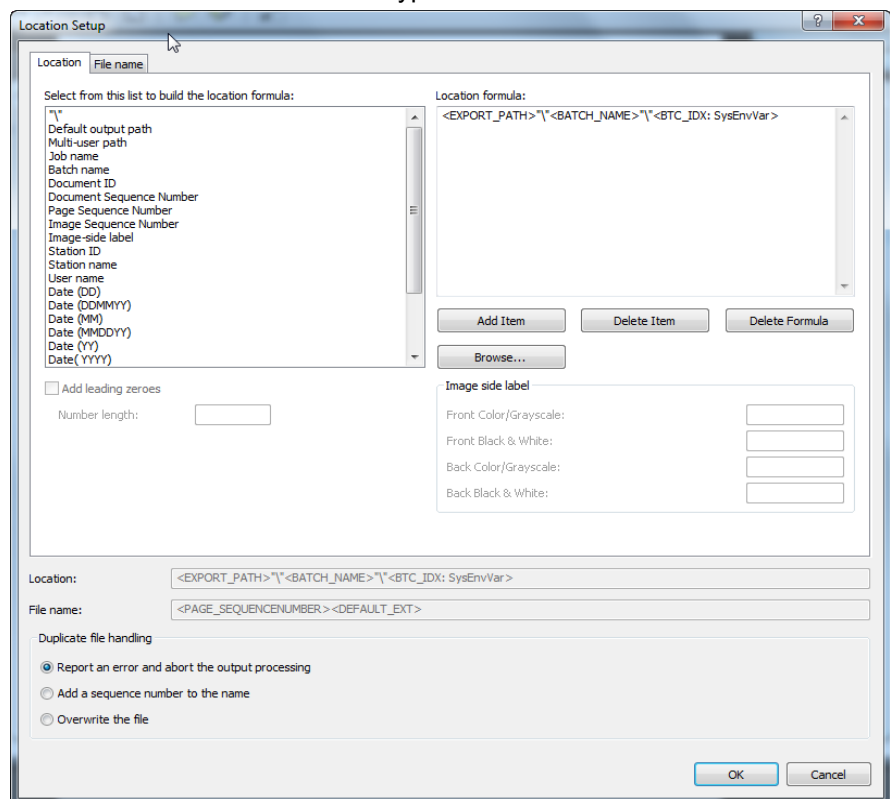 Location Setup
Location
File name
Select from this list to build the location formula:
"\"
Default output path
Multi-user path
Job name
Batch name
Document ID
Document Sequence Number
Page Sequence Number
Image Sequence Number
Image-side label
Station ID
Station name
User name
Date (DD)
Date (DDMMYY)
Date (MM)
Date (MMDDYY)
Date (YY)
Date( YYYY)
Location formula:
<EXPORT_PATH>"\"<BATCH_NAME>"\"<BTC_IDX: SysEnvVar>
Add Item
Delete Item
Delete Formula
Browse...
Add leading zeroes
Number length:
Image side label
Front Color/Grayscale:
Front Black & White:
Back Color/Grayscale:
Back Black & White:
Location:
<EXPORT_PATH>"\"<BATCH_NAME>"\"<BTC_IDX: SysEnvVar>
File name:
<PAGE_SEQUENCENUMBER><DEFAULT_EXT>
Duplicate file handling
Report an error and abort the output processing
Add a sequence number to the name
Overwrite the file
OK
Cancel